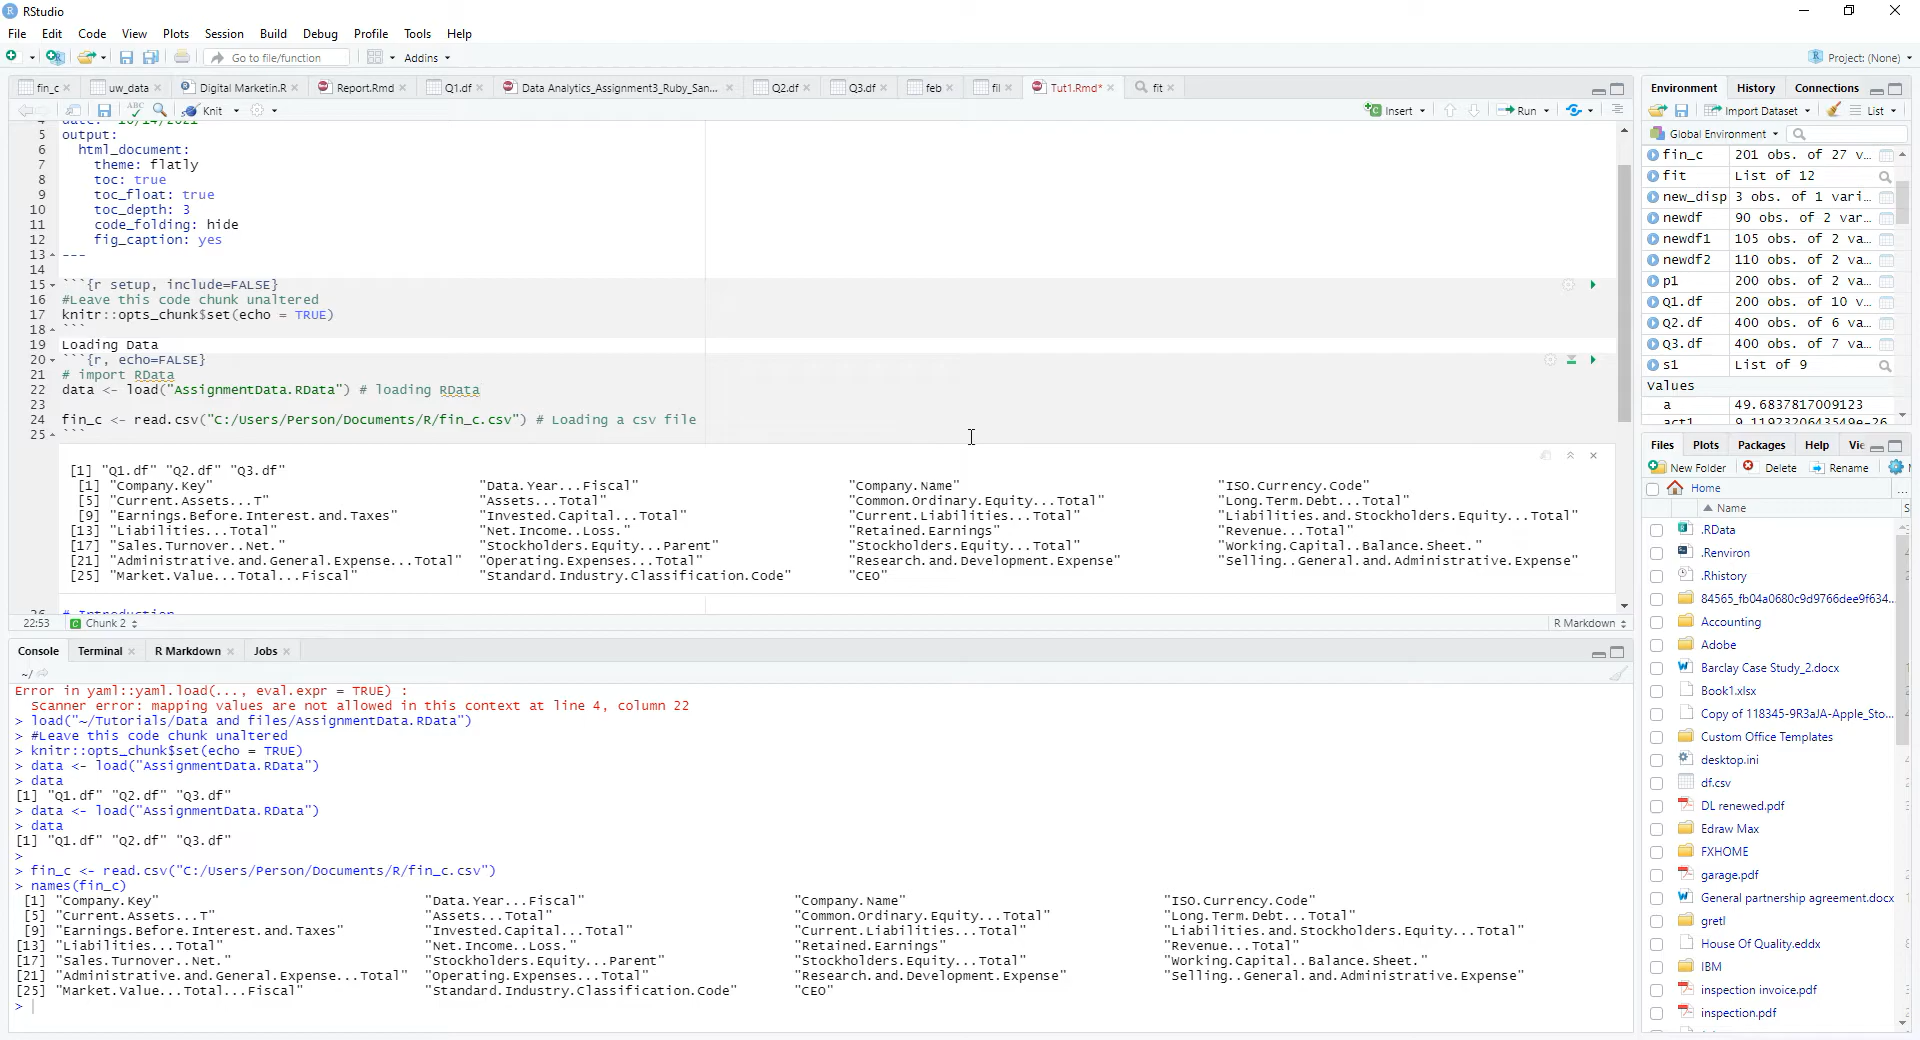 RStudio
File Edit Code View Plots Session Build Debug Profile Tools Help
Go to file/function Addins Project: (None)
fin_c uw_data Digital Marketin.R Report.Rmd Q1.df Data Analytics_Assignment3_Ruby_San... Q2.df Q3.df feb fil Tut1.Rmd* fit
ABC Knit Insert Run
5 output:
6 html_document:
7 theme: flatly
8 toc: true
9 toc_float: true
10 toc_depth: 3
11 code_folding: hide
12 fig_caption: yes
13 ---
14
15 ```{r setup, include=FALSE}
16 #Leave this code chunk unaltered
17 knitr::opts_chunk$set(echo = TRUE)
18 ```
19 Loading Data
20 ```{r, echo=FALSE}
21 # import RData
22 data <- load("AssignmentData.RData") # loading RData
23
24 fin_c <- read.csv("C:/Users/Person/Documents/R/fin_c.csv") # Loading a csv file
25 ```
[1] "Q1.df" "Q2.df" "Q3.df"
[1] "Company.Key" "Data.Year...Fiscal" "Company.Name" "ISO.Currency.Code"
[5] "Current.Assets...T" "Assets...Total" "Common.Ordinary.Equity...Total" "Long.Term.Debt...Total"
[9] "Earnings.Before.Interest.and.Taxes" "Invested.Capital...Total" "Current.Liabilities...Total" "Liabilities.and.Stockholders.Equity...Total"
[13] "Liabilities...Total" "Net.Income..Loss." "Retained.Earnings" "Revenue...Total"
[17] "Sales.Turnover..Net." "Stockholders.Equity...Parent" "Stockholders.Equity...Total" "Working.Capital..Balance.Sheet."
[21] "Administrative.and.General.Expense...Total" "Operating.Expenses...Total" "Research.and.Development.Expense" "Selling..General.and.Administrative.Expense"
[25] "Market.Value...Total...Fiscal" "Standard.Industry.Classification.Code" "CEO"
26 # Introduction
22:53 Chunk 2 R Markdown
Console Terminal R Markdown Jobs
~/
Error in yaml::yaml.load(..., eval.expr = TRUE) :
Scanner error: mapping values are not allowed in this context at line 4, column 22
> load("~/Tutorials/Data and files/AssignmentData.RData")
> #Leave this code chunk unaltered
> knitr::opts_chunk$set(echo = TRUE)
> data <- load("AssignmentData.RData")
> data
[1] "Q1.df" "Q2.df" "Q3.df"
> data <- load("AssignmentData.RData")
> data
[1] "Q1.df" "Q2.df" "Q3.df"
>
> fin_c <- read.csv("C:/Users/Person/Documents/R/fin_c.csv")
> names(fin_c)
[1] "Company.Key" "Data.Year...Fiscal" "Company.Name" "ISO.Currency.Code"
[5] "Current.Assets...T" "Assets...Total" "Common.Ordinary.Equity...Total" "Long.Term.Debt...Total"
[9] "Earnings.Before.Interest.and.Taxes" "Invested.Capital...Total" "Current.Liabilities...Total" "Liabilities.and.Stockholders.Equity...Total"
[13] "Liabilities...Total" "Net.Income..Loss." "Retained.Earnings" "Revenue...Total"
[17] "Sales.Turnover..Net." "Stockholders.Equity...Parent" "Stockholders.Equity...Total" "Working.Capital..Balance.Sheet."
[21] "Administrative.and.General.Expense...Total" "Operating.Expenses...Total" "Research.and.Development.Expense" "Selling..General.and.Administrative.Expense"
[25] "Market.Value...Total...Fiscal" "Standard.Industry.Classification.Code" "CEO"
>
Environment History Connections
Import Dataset List
Global Environment
fin_c 201 obs. of 27 v...
fit List of 12
new_disp 3 obs. of 1 vari...
newdf 90 obs. of 2 var...
newdf1 105 obs. of 2 va...
newdf2 110 obs. of 2 va...
p1 200 obs. of 2 va...
Q1.df 200 obs. of 10 v...
Q2.df 400 obs. of 6 va...
Q3.df 400 obs. of 7 va...
s1 List of 9
Values
a 49.6837817009123
act1 9.1192320643549e-26
Files Plots Packages Help Vie
New Folder Delete Rename
Home ...
Name
.RData
.Renviron
.Rhistory
84565_fb04a0680c9d9766dee9f634...
Accounting
Adobe
Barclay Case Study_2.docx
Book1.xlsx
Copy of 118345-9R3aJA-Apple_Sto...
Custom Office Templates
desktop.ini
df.csv
DL renewed.pdf
Edraw Max
FXHOME
garage.pdf
General partnership agreement.docx
gretl
House Of Quality.eddx
IBM
inspection invoice.pdf
inspection.pdf